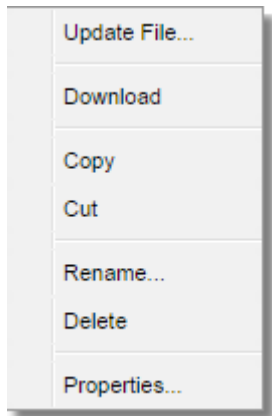 Update File...
Download
Copy
Cut
Rename...
Delete
Properties...